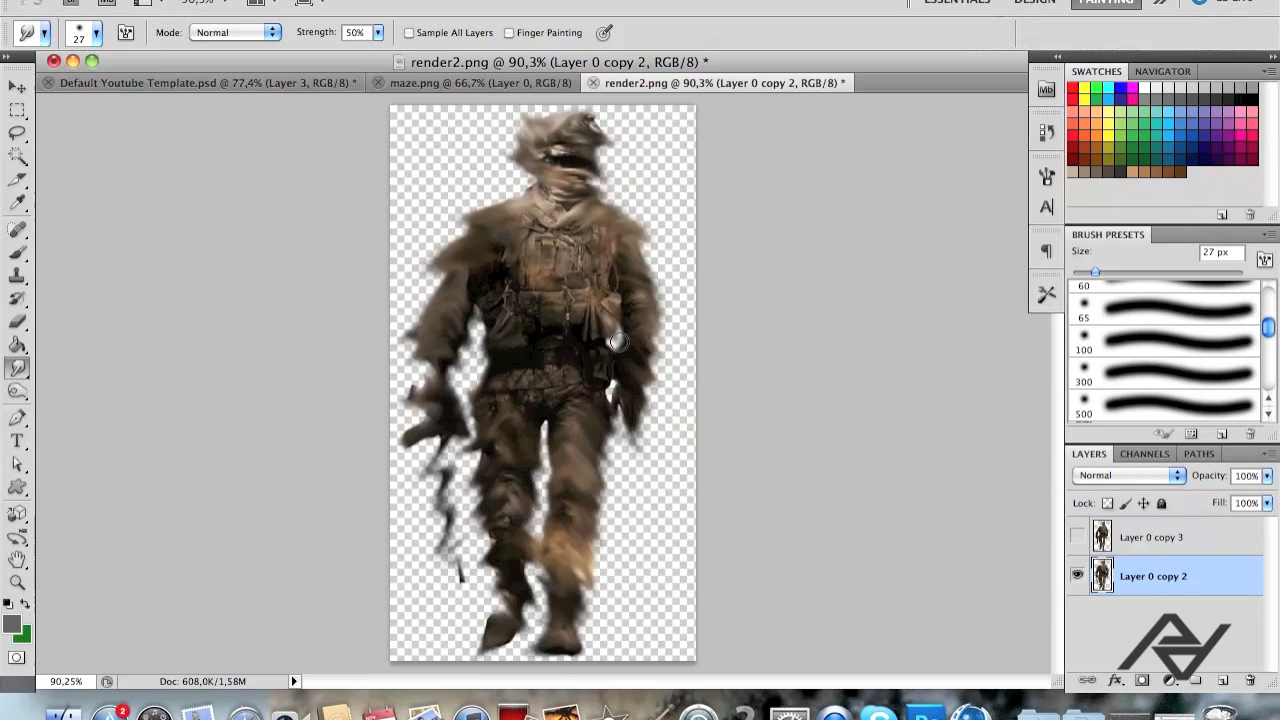 90,3%
ESSENTIALS DESIGN PAINTING
27 Mode: Normal Strength: 50% Sample All Layers Finger Painting
render2.png @ 90,3% (Layer 0 copy 2, RGB/8) *
Default Youtube Template.psd @ 77,4% (Layer 3, RGB/8) *
@ 66,7% (Layer 0, RGB/8)
render2.png @ 90,3% (Layer 0 copy 2, RGB/8) *
SWATCHES NAVIGATOR
Mb
A
BRUSH PRESETS
Size: 27 px
60
65
100
300
500
LAYERS CHANNELS PATHS
Normal Opacity: 100%
Lock: Fill: 100%
Layer 0 copy 3
Layer 0 copy 2
90,25% Doc: 608,0K/1,58M
2